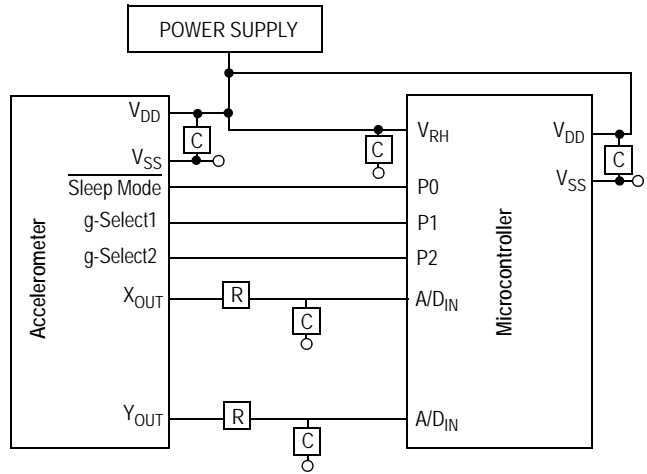 POWER SUPPLY
Accelerometer
V_DD
C
V_SS
Sleep Mode
g-Select1
g-Select2
X_OUT
R
C
Y_OUT
R
C
C
V_RH
P0
P1
P2
A/D_IN
A/D_IN
Microcontroller
V_DD
C
V_SS